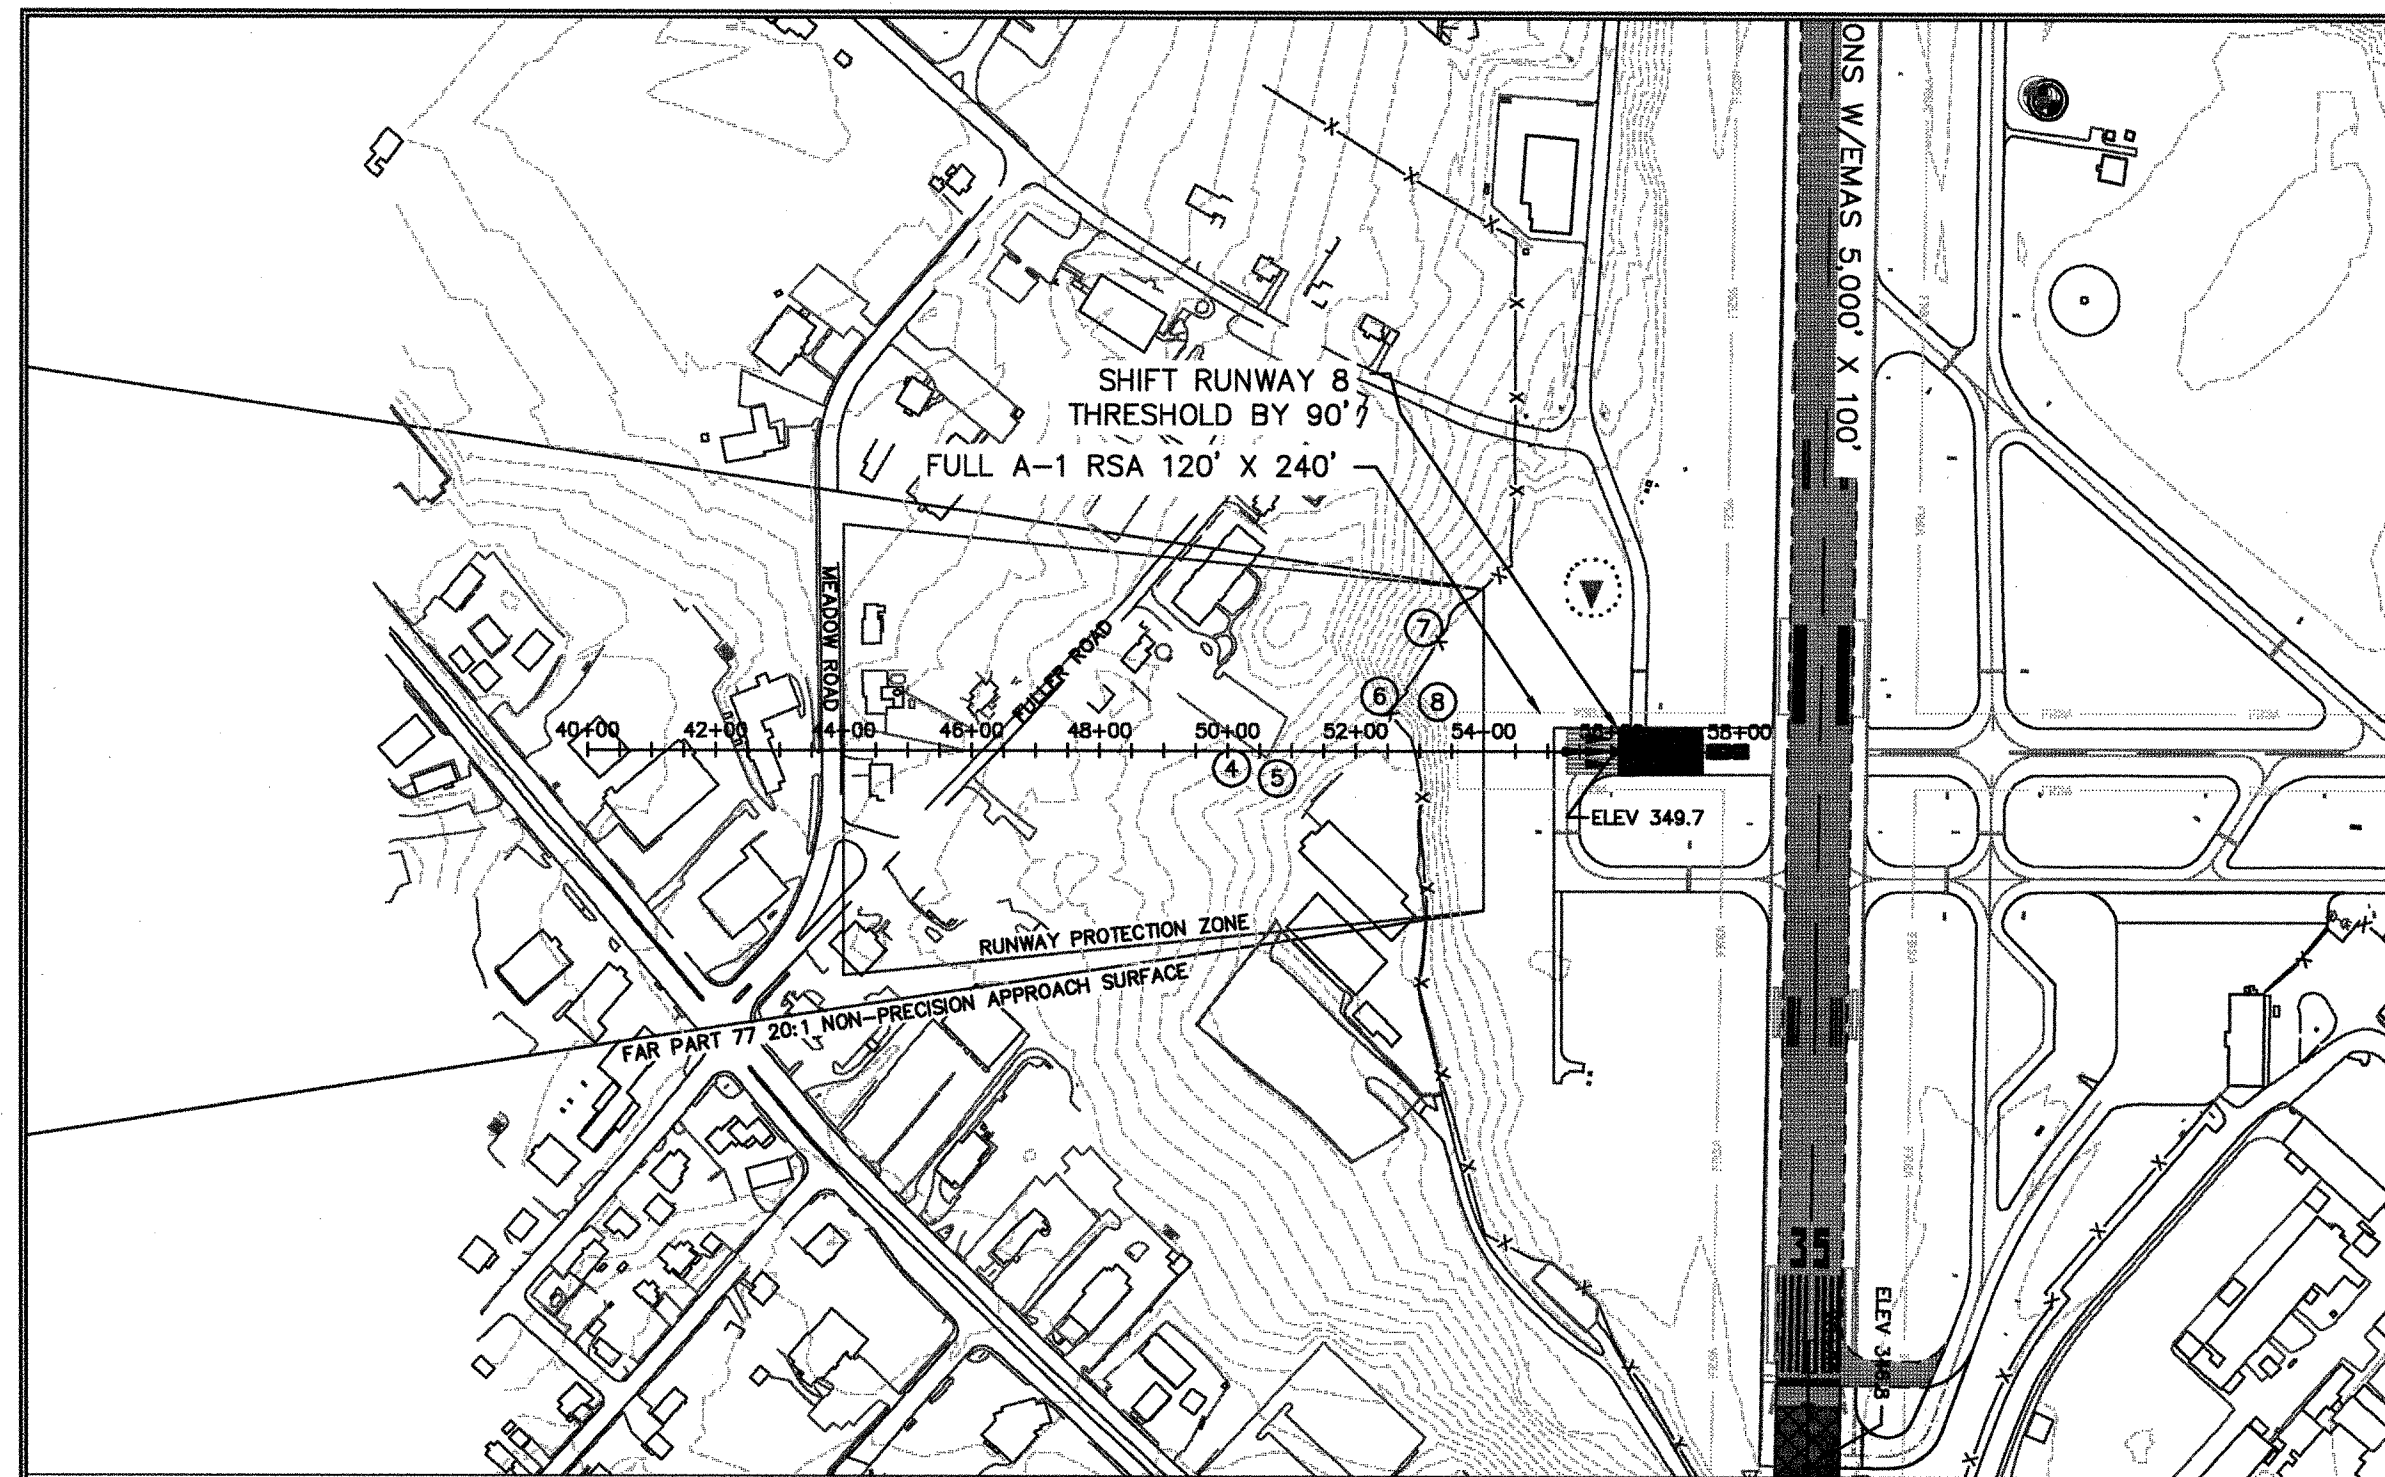 ONS W/EMAS 5,000' X 100'
SHIFT RUNWAY 8
THRESHOLD BY 90'
FULL A-1 RSA 120' X 240'
MEADOW ROAD
FULLER ROAD
7
6
8
40+00
42+00
44+00
46+00
48+00
50+00
52+00
54+00
58+00
4
5
ELEV 349.7
RUNWAY PROTECTION ZONE
FAR PART 77 20:1 NON-PRECISION APPROACH SURFACE
35
ELEV 346.8